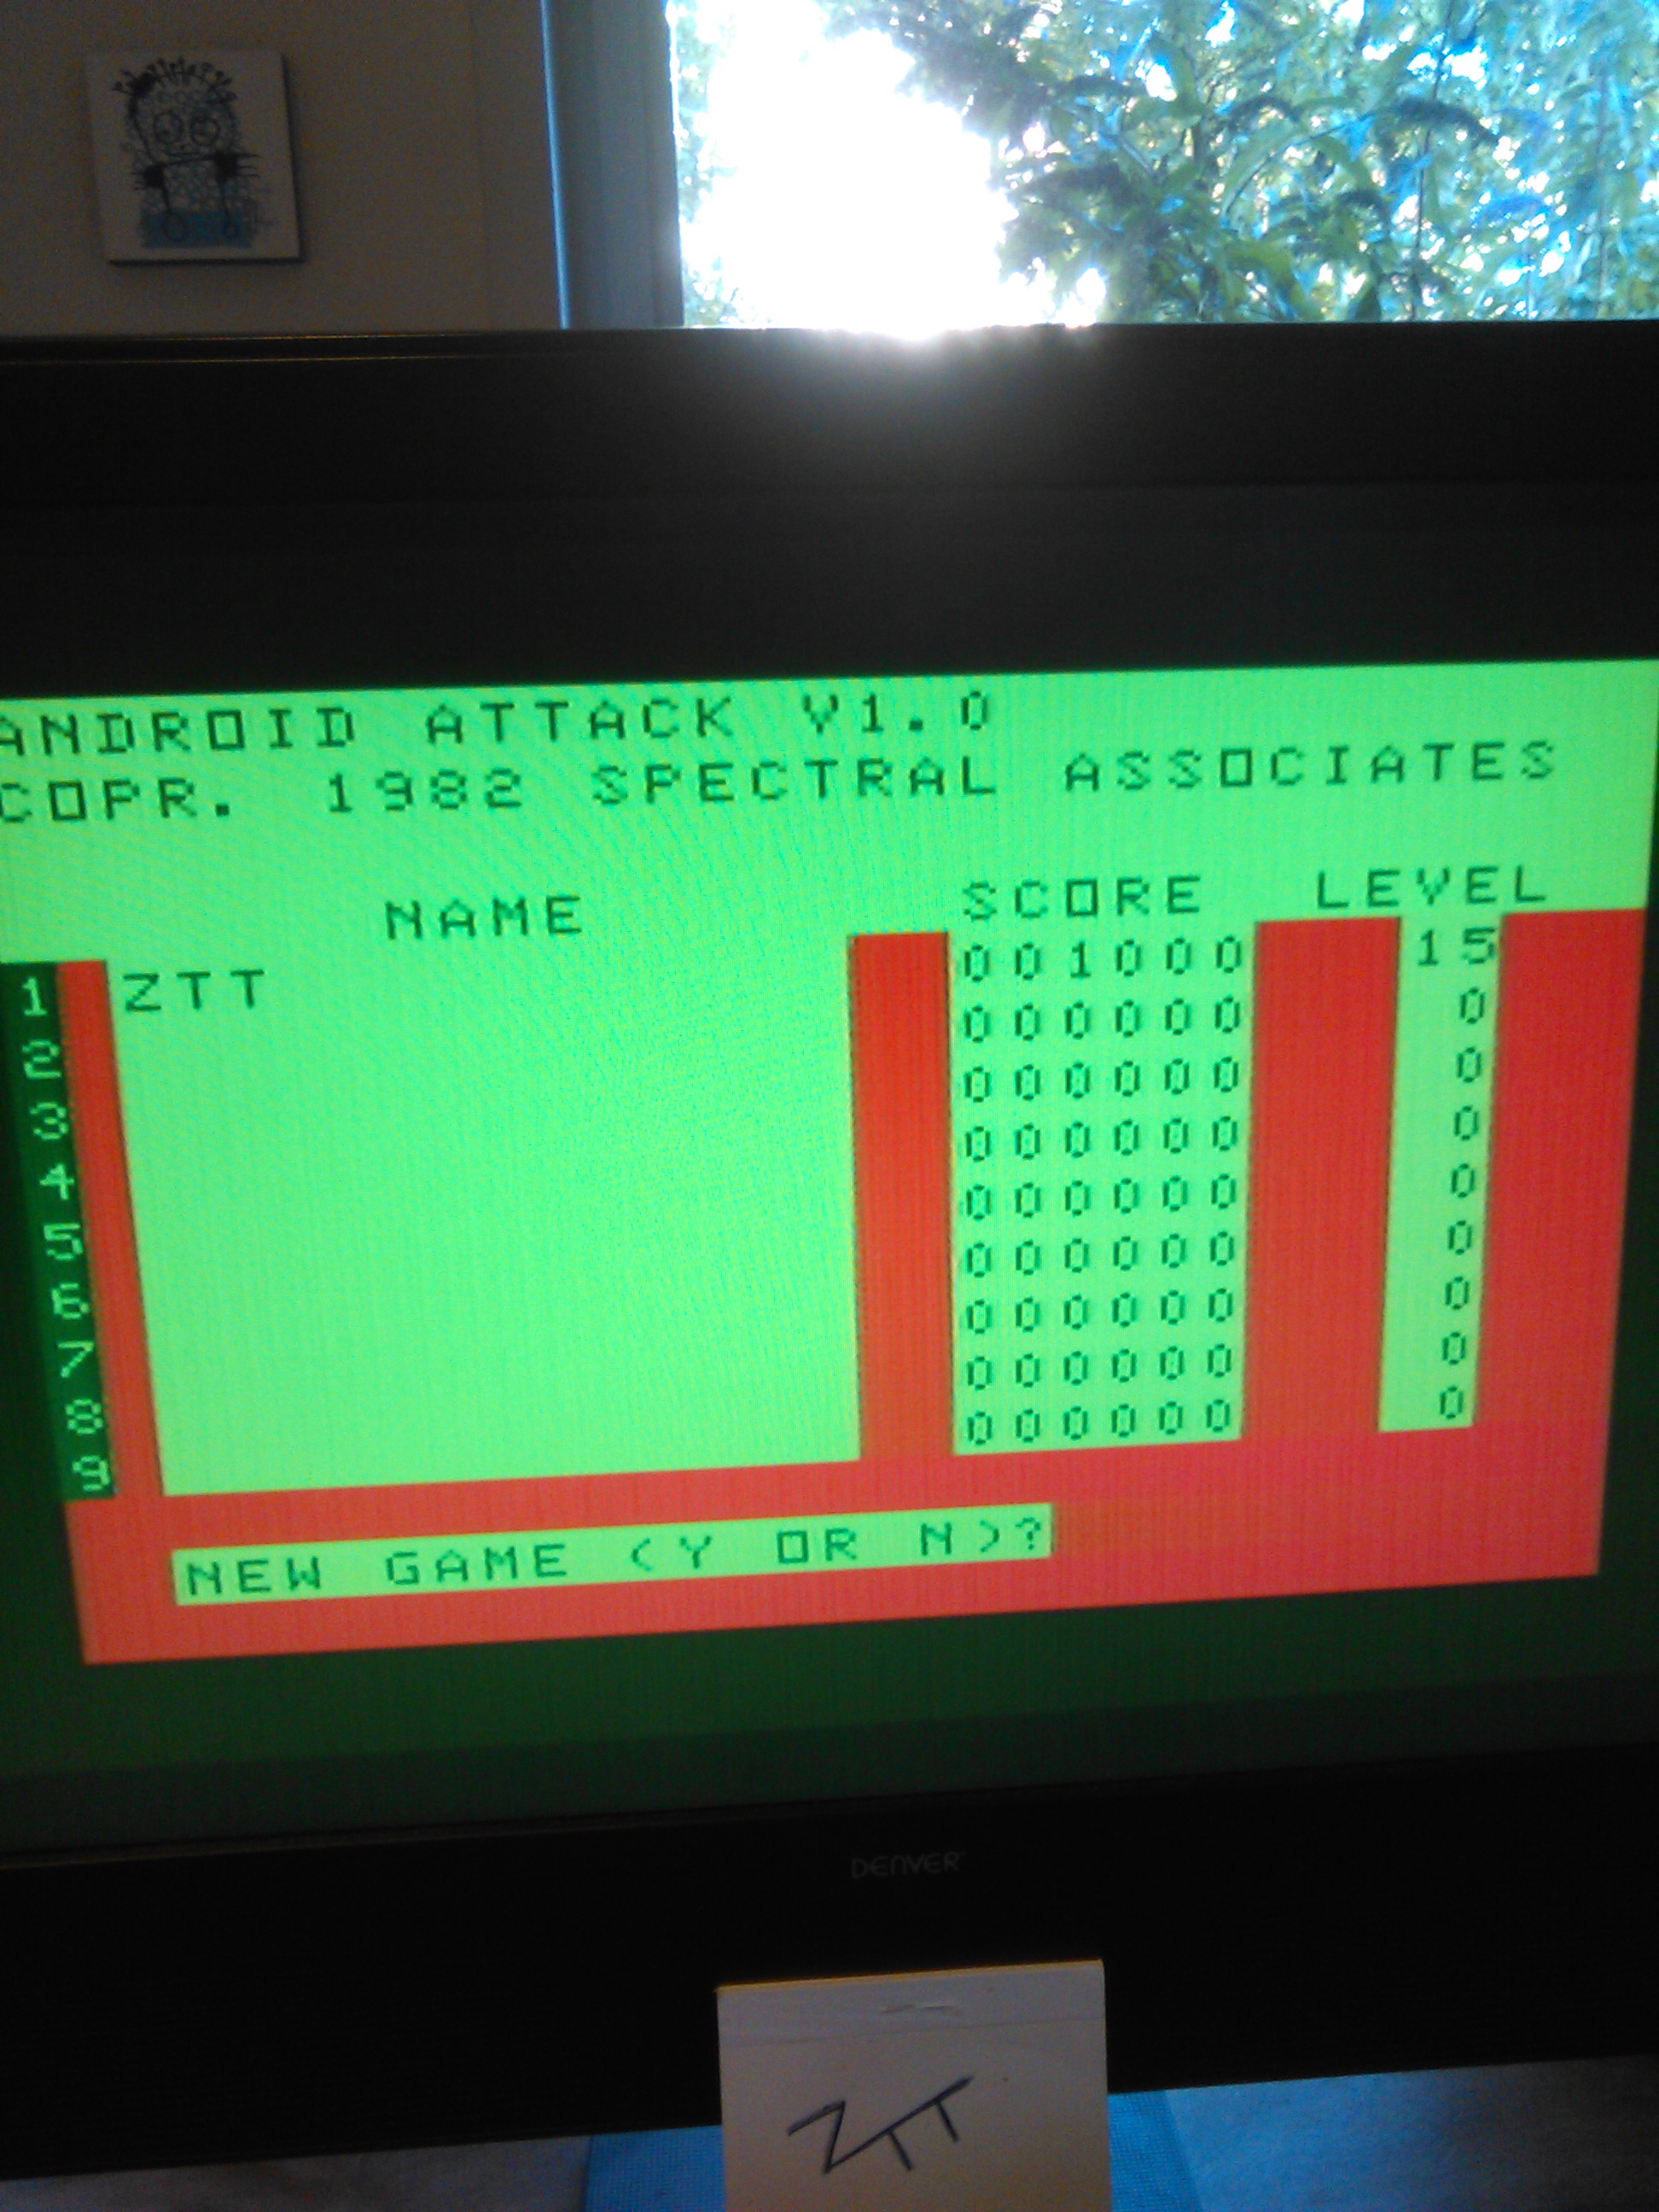 ANDROID ATTACK V1.0
COPR. 1982 SPECTRAL ASSOCIATES
NAME SCORE LEVEL
1 ZTT 001000 15
2 000000 0
3 000000 0
4 000000 0
5 000000 0
6 000000 0
7 000000 0
8 000000 0
9 000000 0
NEW GAME (Y OR N)?
DENVER
ZTT